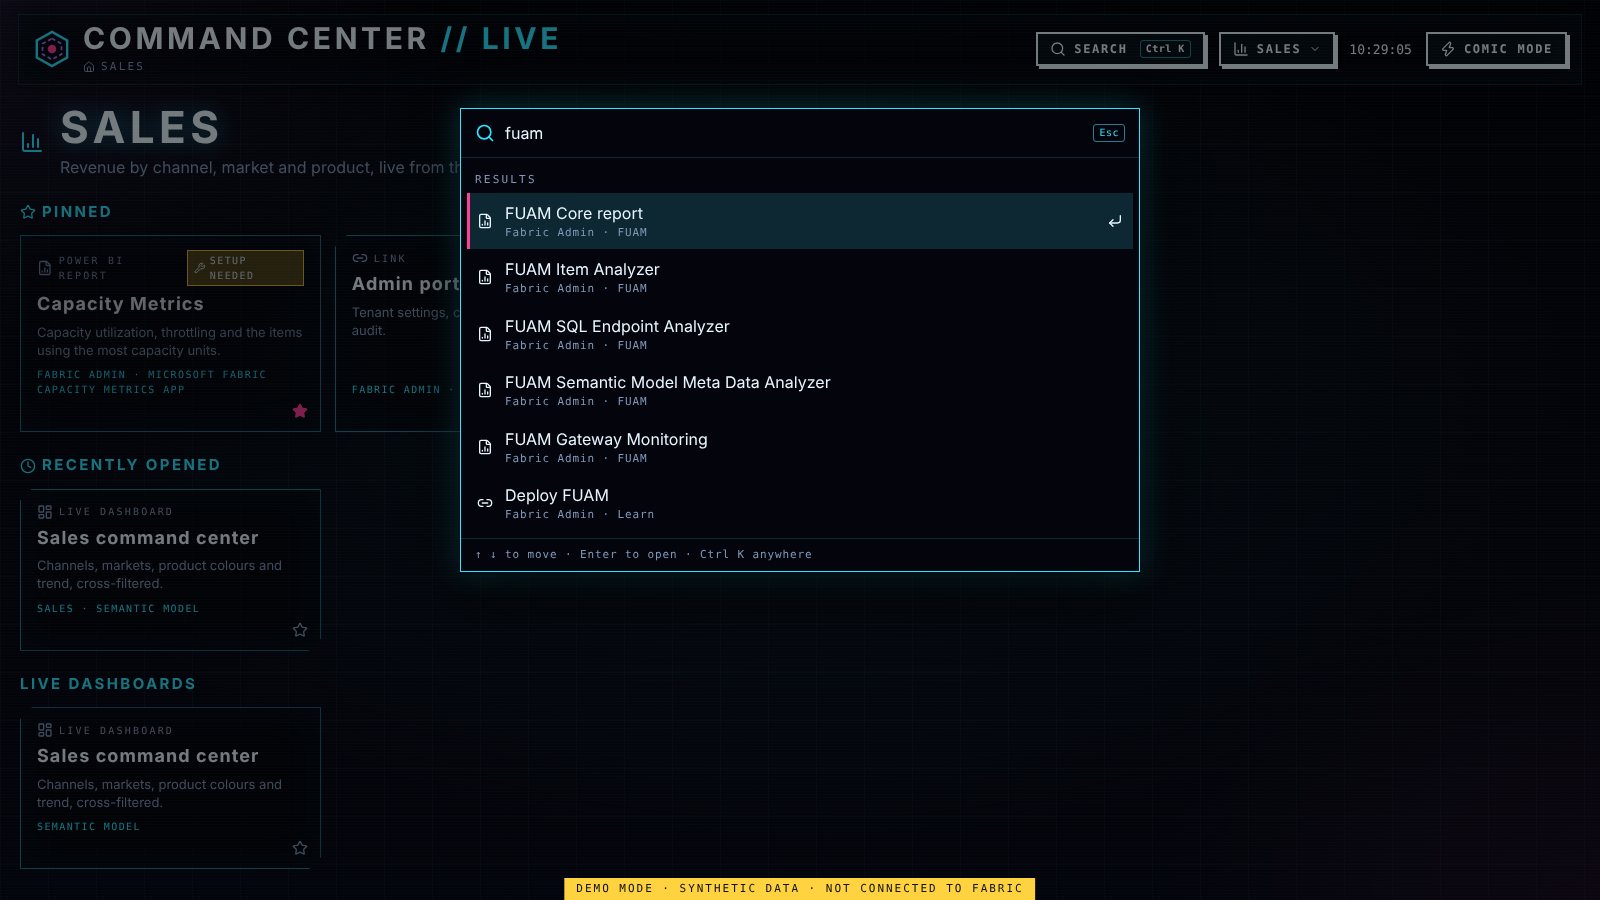 COMMAND CENTER // LIVE
SALES
SEARCH Ctrl K
SALES
10:29:05
COMIC MODE
SALES
Revenue by channel, market and product, live from th
PINNED
POWER BI
REPORT
SETUP
NEEDED
Capacity Metrics
Capacity utilization, throttling and the items
using the most capacity units.
FABRIC ADMIN · MICROSOFT FABRIC
CAPACITY METRICS APP
LINK
Admin port
Tenant settings, c
audit.
FABRIC ADMIN ·
RECENTLY OPENED
LIVE DASHBOARD
Sales command center
Channels, markets, product colours and
trend, cross-filtered.
SALES · SEMANTIC MODEL
LIVE DASHBOARDS
LIVE DASHBOARD
Sales command center
Channels, markets, product colours and
trend, cross-filtered.
SEMANTIC MODEL
fuam
Esc
RESULTS
FUAM Core report
Fabric Admin · FUAM
FUAM Item Analyzer
Fabric Admin · FUAM
FUAM SQL Endpoint Analyzer
Fabric Admin · FUAM
FUAM Semantic Model Meta Data Analyzer
Fabric Admin · FUAM
FUAM Gateway Monitoring
Fabric Admin · FUAM
Deploy FUAM
Fabric Admin · Learn
↑ ↓ to move · Enter to open · Ctrl K anywhere
DEMO MODE · SYNTHETIC DATA · NOT CONNECTED TO FABRIC